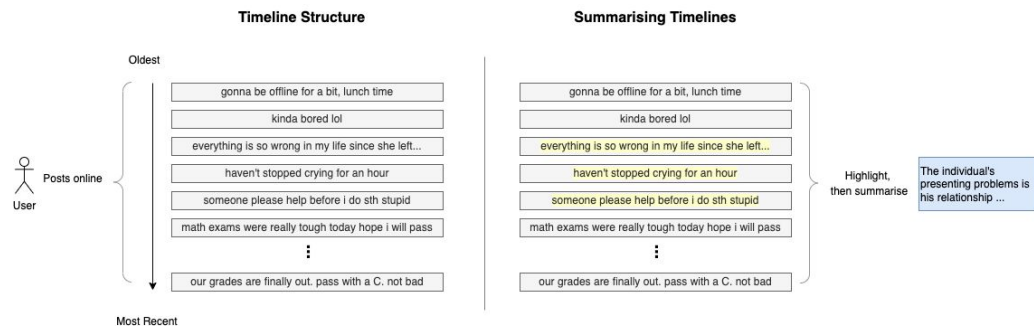 Timeline Structure
Summarising Timelines
Oldest
gonna be offline for a bit, lunch time
kinda bored lol
everything is so wrong in my life since she left...
haven't stopped crying for an hour
someone please help before i do sth stupid
math exams were really tough today hope i will pass
our grades are finally out. pass with a C. not bad
Most Recent
User
Posts online
gonna be offline for a bit, lunch time
kinda bored lol
everything is so wrong in my life since she left...
haven't stopped crying for an hour
someone please help before i do sth stupid
math exams were really tough today hope i will pass
our grades are finally out. pass with a C. not bad
Highlight,
then summarise
The individual's
presenting problems is
his relationship ...